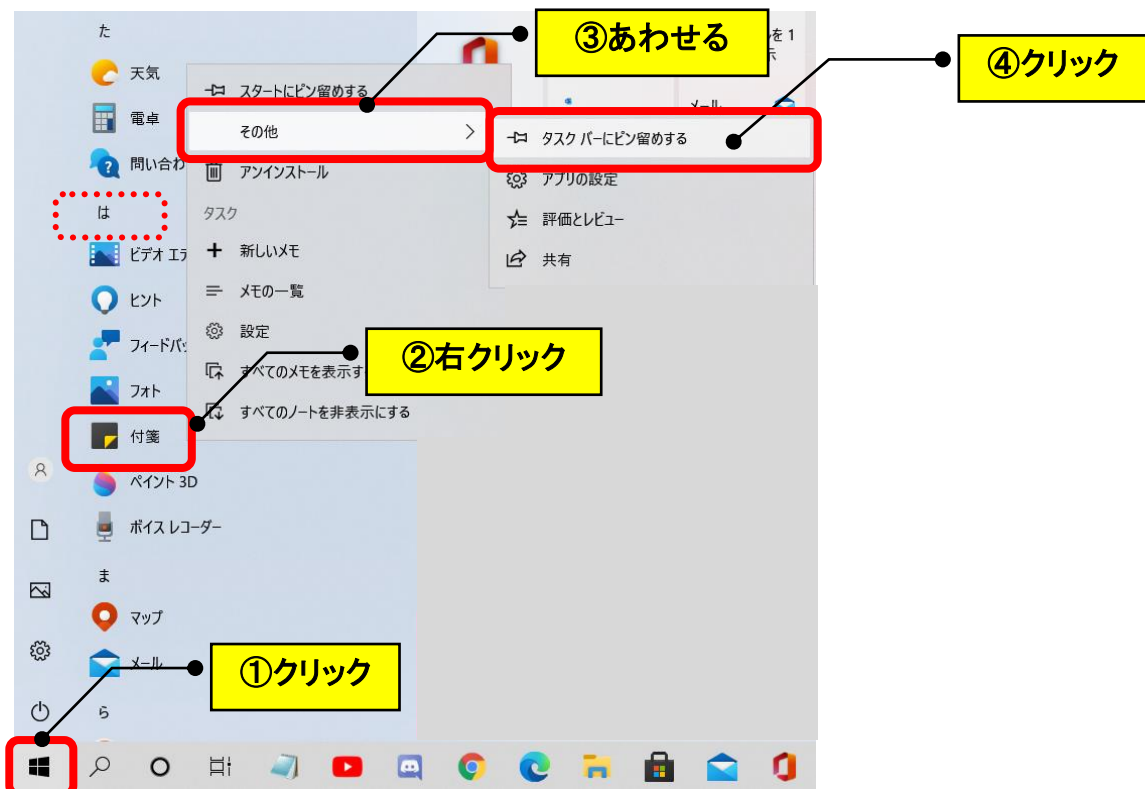 た
天気
電卓
問い合わ
は
ビデオ エデ
ヒント
フィードバッ
フォト
付箋
ペイント 3D
ボイス レコーダー
ま
マップ
メール
ら
スタートにピン留めする
その他
アンインストール
タスク
新しいメモ
メモの一覧
設定
すべてのメモを表示す
すべてのノートを非表示にする
タスク バーにピン留めする
アプリの設定
評価とレビュー
共有
を 1
メール
①クリック
②右クリック
③あわせる
④クリック